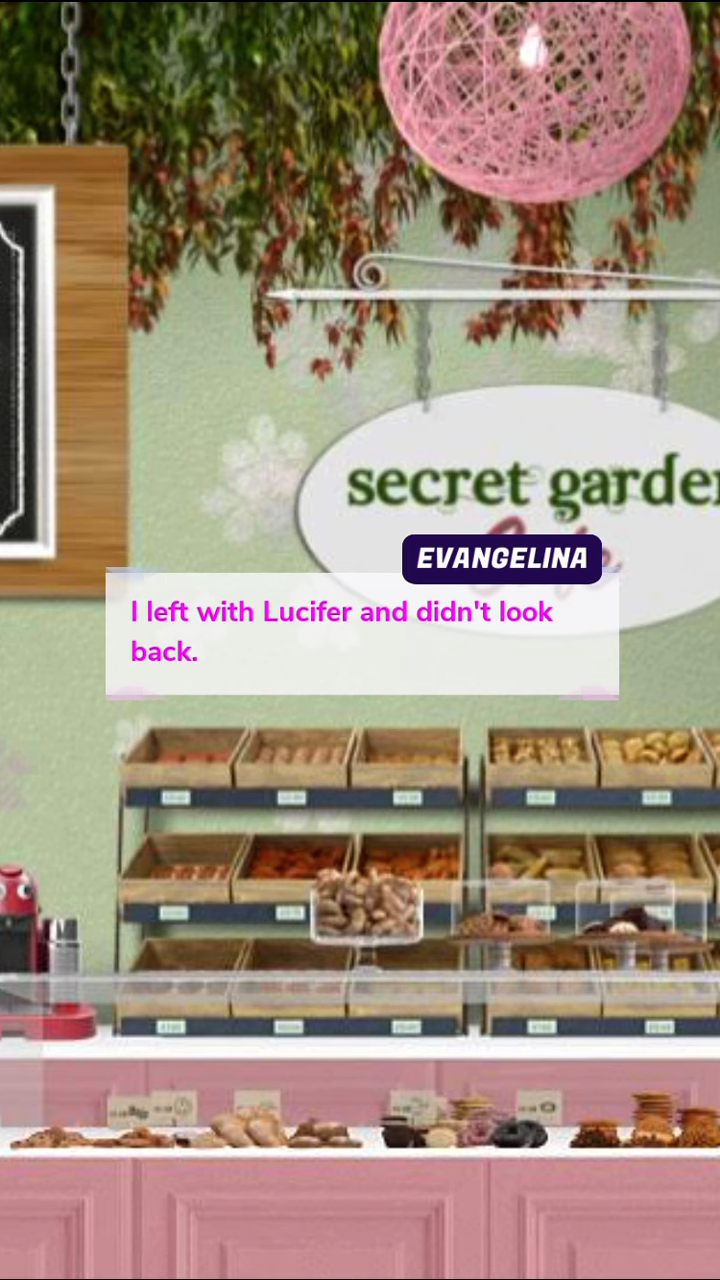 secret garden
EVANGELINA
I left with Lucifer and didn't look
back.